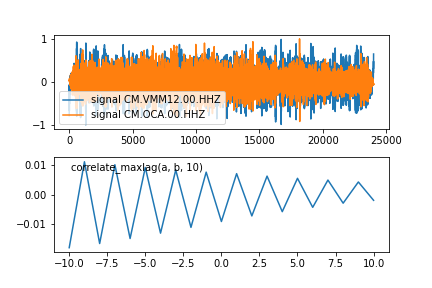 1
0
−1
signal CM.VMM12.00.HHZ
signal CM.OCA.00.HHZ
0 5000 10000 15000 20000 25000
0.01
0.00
−0.01
correlate_maxlag(a, b, 10)
−10.0 −7.5 −5.0 −2.5 0.0 2.5 5.0 7.5 10.0